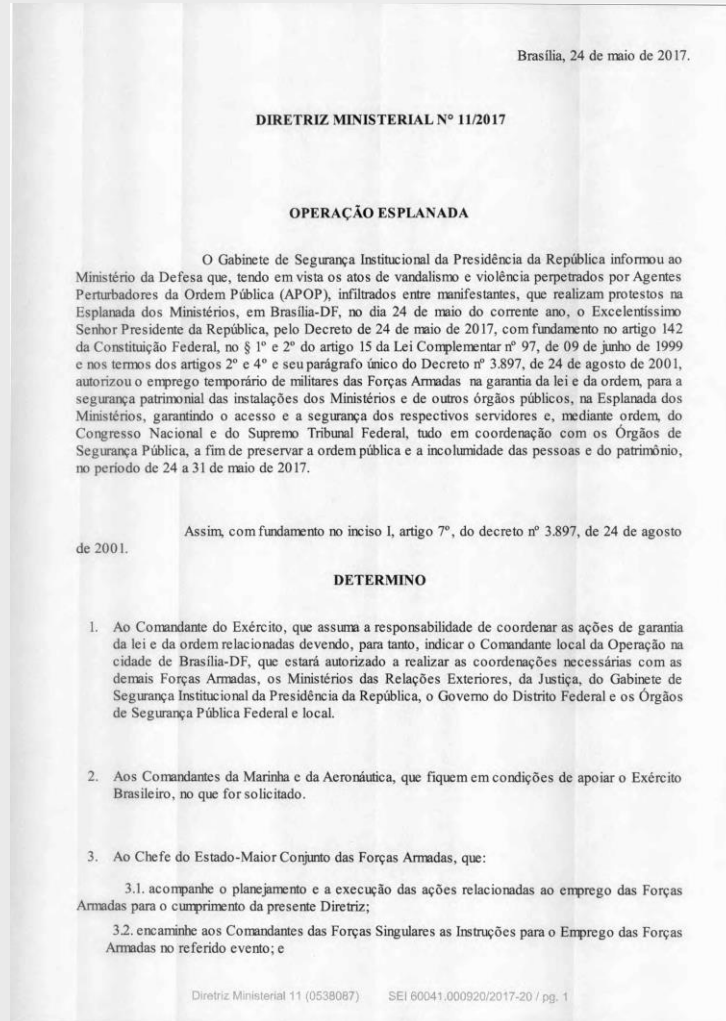 Brasília, 24 de maio de 2017.
DIRETRIZ MINISTERIAL Nº 11/2017
OPERAÇÃO ESPLANADA
O Gabinete de Segurança Institucional da Presidência da República informou ao
Ministério da Defesa que, tendo em vista os atos de vandalismo e violência perpetrados por Agentes
Perturbadores da Ordem Pública (APOP), infiltrados entre manifestantes, que realizam protestos na
Esplanada dos Ministérios, em Brasília-DF, no dia 24 de maio do corrente ano, o Excelentíssimo
Senhor Presidente da República, pelo Decreto de 24 de maio de 2017, com fundamento no artigo 142
da Constituição Federal, no § 1º e 2º do artigo 15 da Lei Complementar nº 97, de 09 de junho de 1999
e nos termos dos artigos 2º e 4º e seu parágrafo único do Decreto nº 3.897, de 24 de agosto de 2001,
autorizou o emprego temporário de militares das Forças Armadas na garantia da lei e da ordem, para a
segurança patrimonial das instalações dos Ministérios e de outros órgãos públicos, na Esplanada dos
Ministérios, garantindo o acesso e a segurança dos respectivos servidores e, mediante ordem, do
Congresso Nacional e do Supremo Tribunal Federal, tudo em coordenação com os Órgãos de
Segurança Pública, a fim de preservar a ordem pública e a incolumidade das pessoas e do patrimônio,
no período de 24 a 31 de maio de 2017.
Assim, com fundamento no inciso I, artigo 7º, do decreto nº 3.897, de 24 de agosto
de 2001.
DETERMINO
1. Ao Comandante do Exército, que assuma a responsabilidade de coordenar as ações de garantia
da lei e da ordem relacionadas devendo, para tanto, indicar o Comandante local da Operação na
cidade de Brasília-DF, que estará autorizado a realizar as coordenações necessárias com as
demais Forças Armadas, os Ministérios das Relações Exteriores, da Justiça, do Gabinete de
Segurança Institucional da Presidência da República, o Governo do Distrito Federal e os Órgãos
de Segurança Pública Federal e local.
2. Aos Comandantes da Marinha e da Aeronáutica, que fiquem em condições de apoiar o Exército
Brasileiro, no que for solicitado.
3. Ao Chefe do Estado-Maior Conjunto das Forças Armadas, que:
3.1. acompanhe o planejamento e a execução das ações relacionadas ao emprego das Forças
Armadas para o cumprimento da presente Diretriz;
3.2. encaminhe aos Comandantes das Forças Singulares as Instruções para o Emprego das Forças
Armadas no referido evento; e
Diretriz Ministerial 11 (0538087) SEI 60041.000920/2017-20 / pg. 1